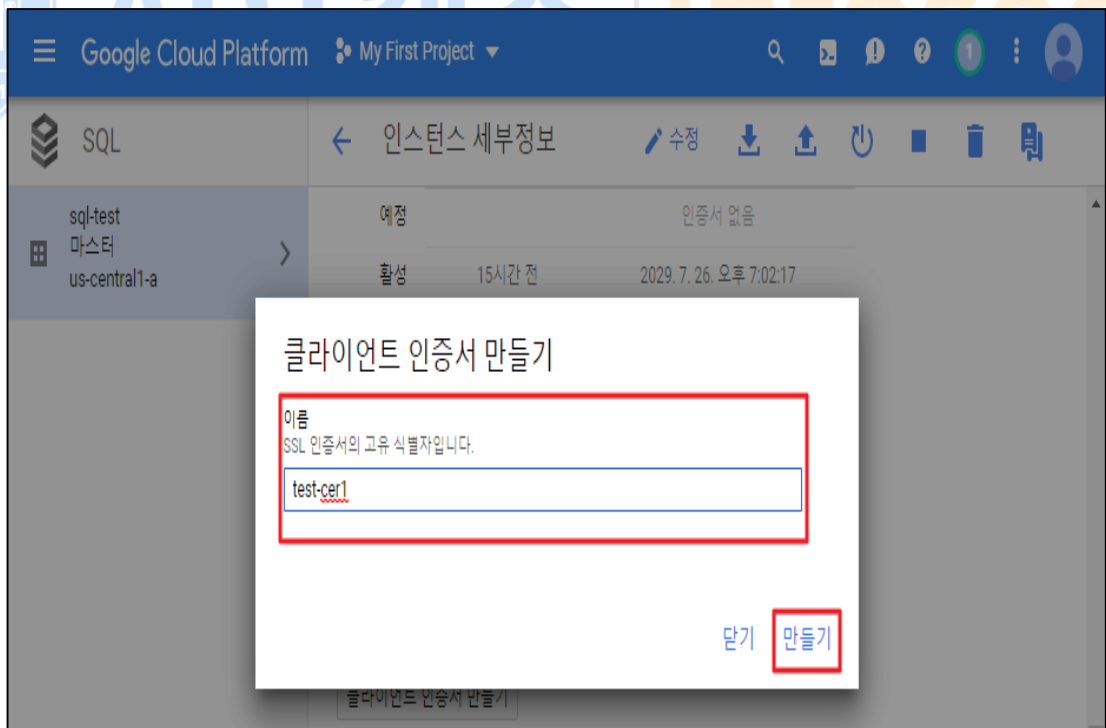 Google Cloud Platform My First Project
1
SQL
인스턴스 세부정보
수정
sql-test
마스터
us-central1-a
예정 인증서 없음
활성 15시간 전 2029. 7. 26. 오후 7:02:17
클라이언트 인증서 만들기
이름
SSL 인증서의 고유 식별자입니다.
test-cer1
닫기 만들기
클라이언트 인증서 만들기